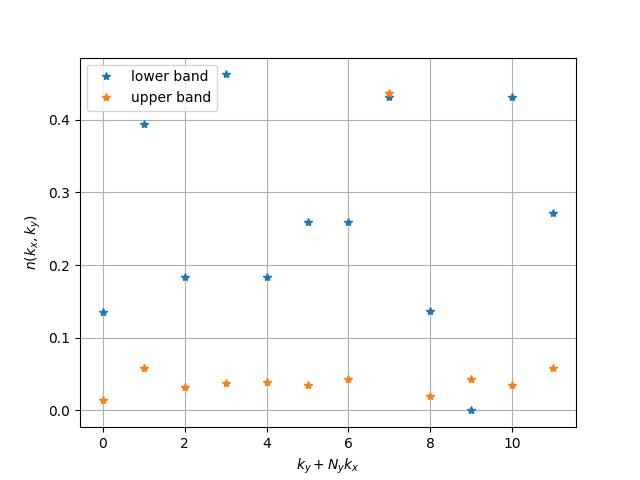 lower band
upper band
0.4
0.3
0.2
0.1
0.0
n(k_x, k_y)
0 2 4 6 8 10
k_y + N_y k_x